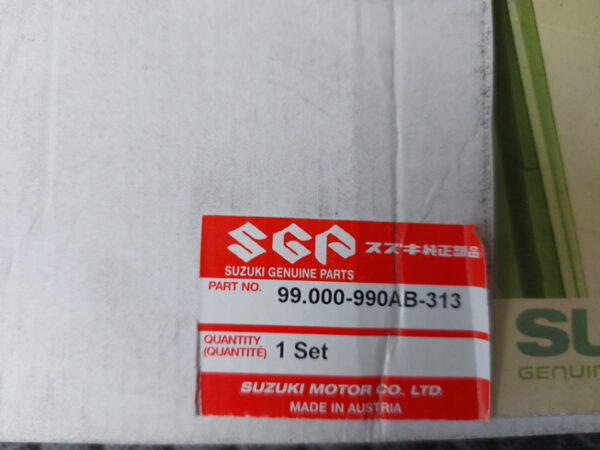 SGP スズキ純正部品
SUZUKI GENUINE PARTS
PART NO. 99.000-990AB-313
QUANTITY
(QUANTITÉ) 1 Set
SUZUKI MOTOR CO. LTD.
MADE IN AUSTRIA
SU
GENUIN